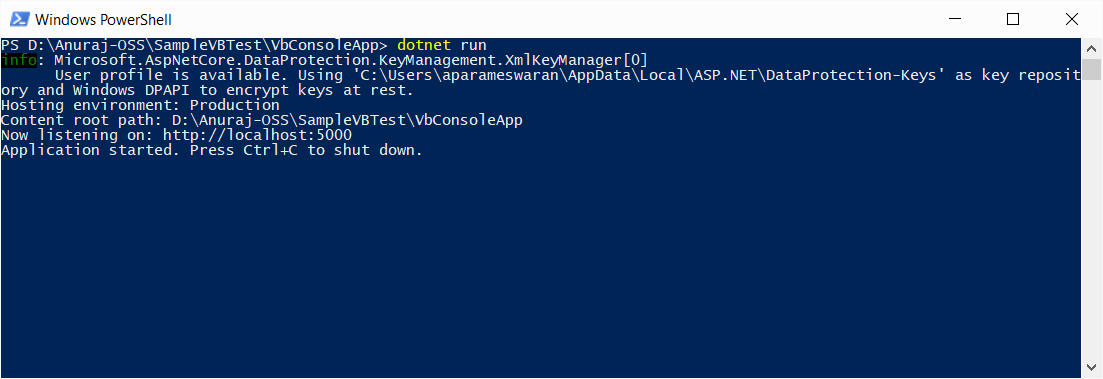 Windows PowerShell
PS D:\Anuraj-OSS\SampleVBTest\VbConsoleApp> dotnet run
info: Microsoft.AspNetCore.DataProtection.KeyManagement.XmlKeyManager[0]
      User profile is available. Using 'C:\Users\aparameswaran\AppData\Local\ASP.NET\DataProtection-Keys' as key reposit
ory and Windows DPAPI to encrypt keys at rest.
Hosting environment: Production
Content root path: D:\Anuraj-OSS\SampleVBTest\VbConsoleApp
Now listening on: http://localhost:5000
Application started. Press Ctrl+C to shut down.